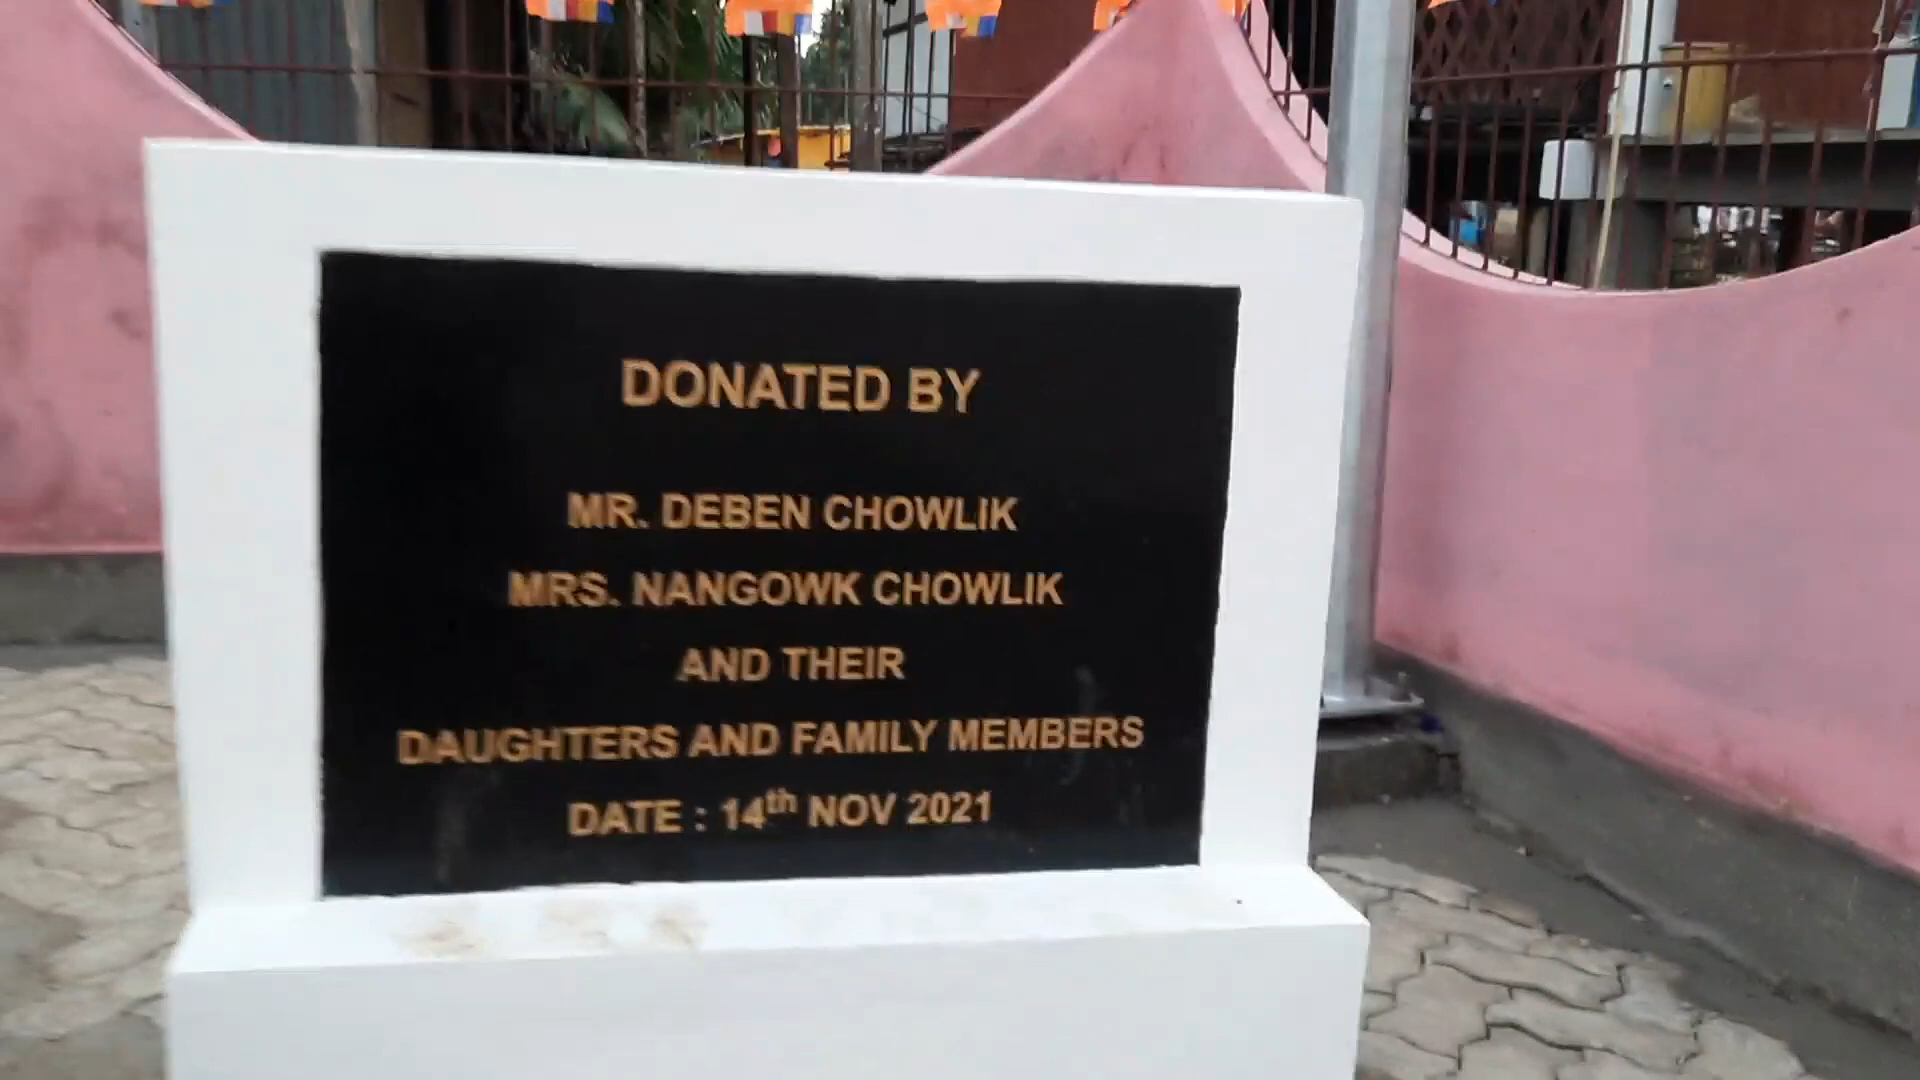 DONATED BY
MR. DEBEN CHOWLIK
MRS. NANGOWK CHOWLIK
AND THEIR
DAUGHTERS AND FAMILY MEMBERS
DATE : 14th NOV 2021